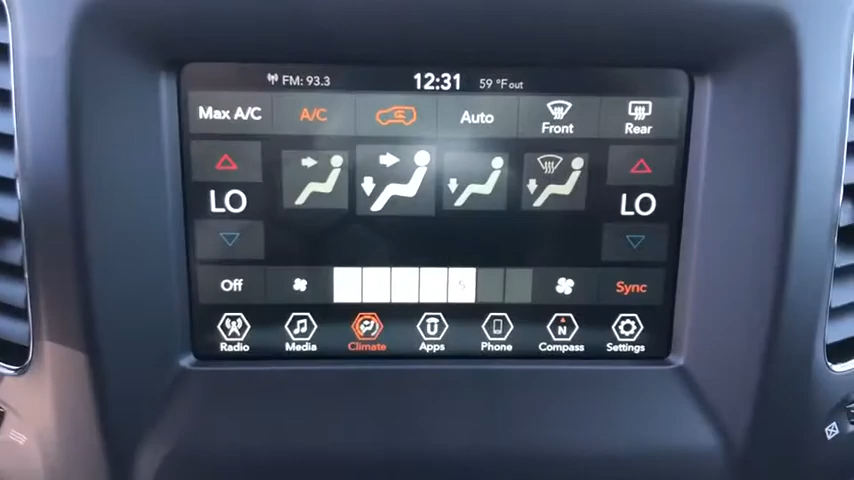 FM: 93.3 12:31 59 °F out
Max A/C A/C Auto Front Rear
LO LO
Off 5 Sync
Radio Media Climate Apps Phone N Compass Settings